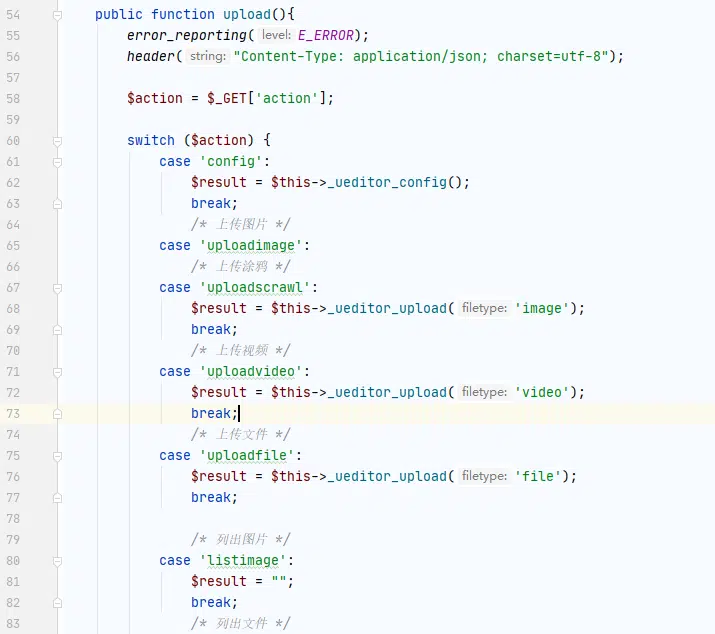 54 public function upload(){
55 error_reporting( level: E_ERROR);
56 header( string: "Content-Type: application/json; charset=utf-8");
57
58 $action = $_GET['action'];
59
60 switch ($action) {
61 case 'config':
62 $result = $this->_ueditor_config();
63 break;
64 /* 上传图片 */
65 case 'uploadimage':
66 /* 上传涂鸦 */
67 case 'uploadscrawl':
68 $result = $this->_ueditor_upload( filetype: 'image');
69 break;
70 /* 上传视频 */
71 case 'uploadvideo':
72 $result = $this->_ueditor_upload( filetype: 'video');
73 break;
74 /* 上传文件 */
75 case 'uploadfile':
76 $result = $this->_ueditor_upload( filetype: 'file');
77 break;
78
79 /* 列出图片 */
80 case 'listimage':
81 $result = "";
82 break;
83 /* 列出文件 */